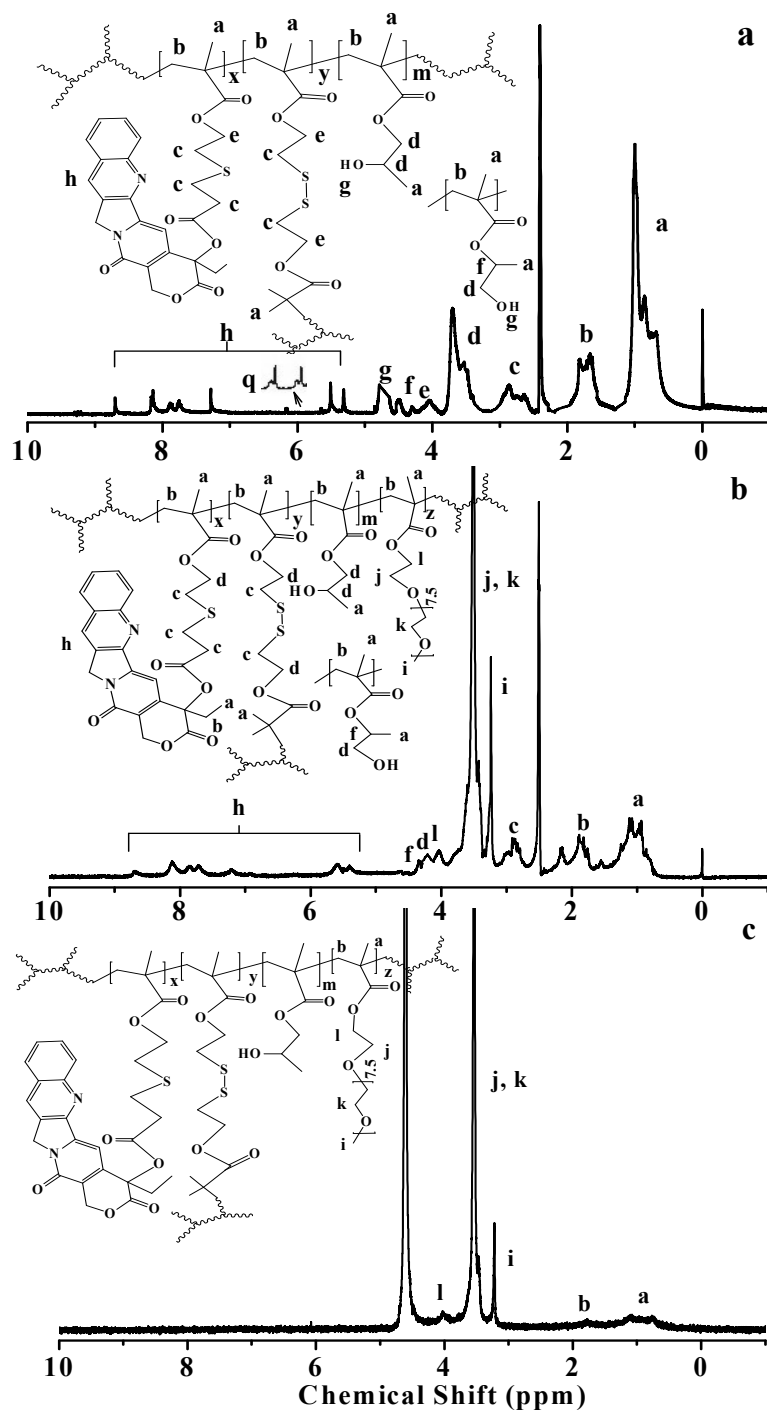 a
a a a
b b b
x y m
O O O
O O O
e e d
c c HO d
S S a
c c S g
c c e
O O
h N
N O O
O O O
a
b a
O
O
f a
d
OH
g
h q g f e d c b a
10 8 6 4 2 0
b
a a a a
b b b b
x y m z
O O O O
O O O O
d d d l
c c HO d j
S S a O 7.5
c c S k
c c d O
i
h N
N O O
O O O a
b a
b a
O
O
f a
d
OH
h f d l j, k i c b a
10 8 6 4 2 0
c
b a
x y m z
O O O O
O O O O
HO l j
S S O 7.5
S k
O i
N
N O O
O O O
l j, k i b a
10 8 6 4 2 0
Chemical Shift (ppm)